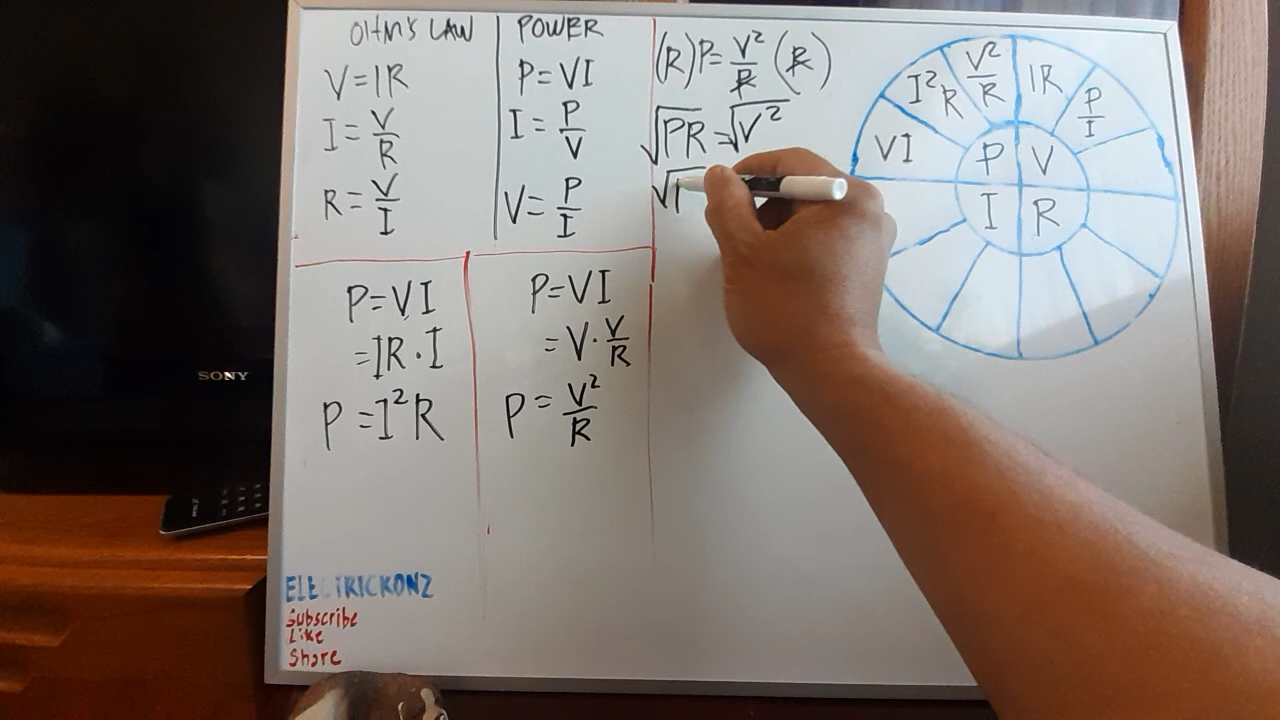 OHM'S LAW
V=IR
I=V/R
R=V/I
POWER
P=VI
I=P/V
V=P/I
(R)P=V²/R(R)
√PR=√V²
P=VI
=IR·I
P=I²R
P=VI
=V·V/R
P=V²/R
VI
I²R
V²/R
IR
P/I
P
V
I
R
SONY
ELECTRICKONZ
Subscribe
Like
Share